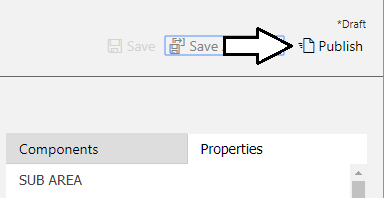 *Draft
Save Save Publish
Components Properties
SUB AREA